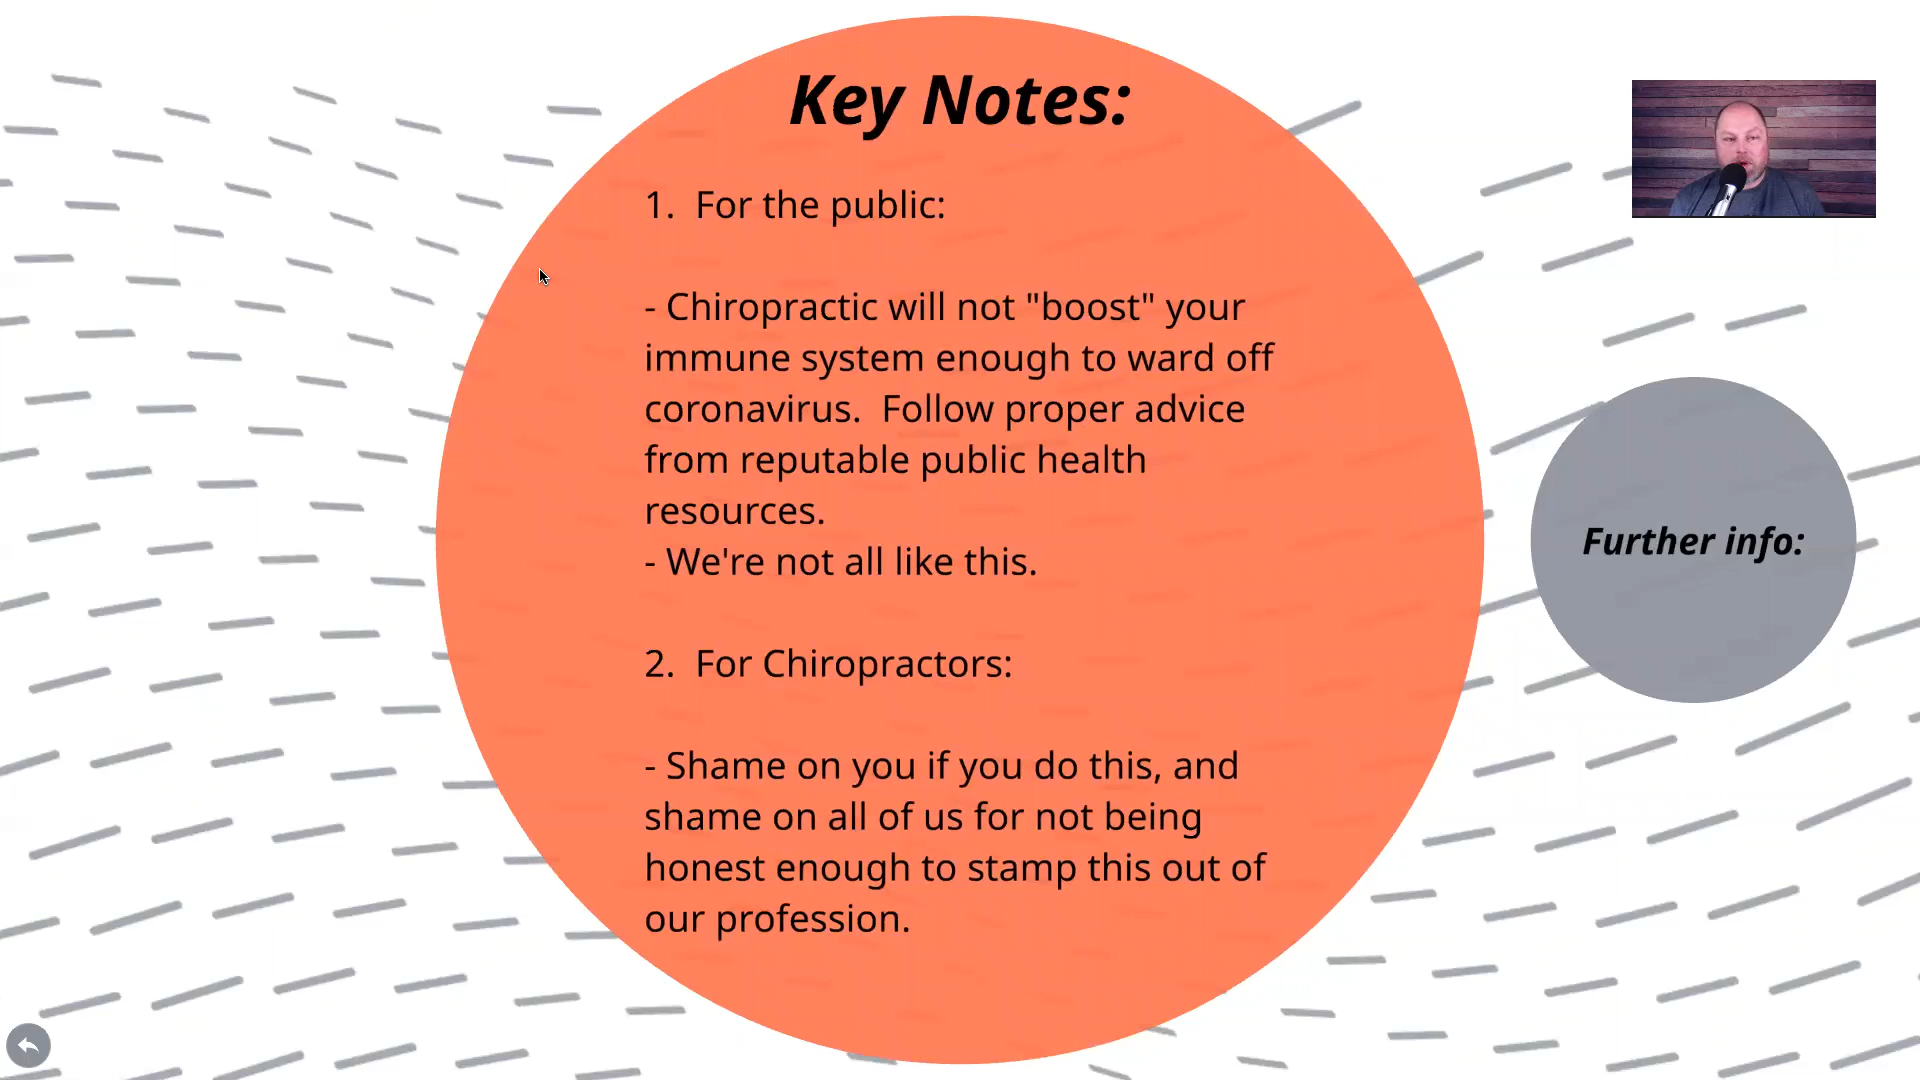 Key Notes:
1.  For the public:
- Chiropractic will not "boost" your
immune system enough to ward off
coronavirus.  Follow proper advice
from reputable public health
resources.
- We're not all like this.
2.  For Chiropractors:
- Shame on you if you do this, and
shame on all of us for not being
honest enough to stamp this out of
our profession.
Further info: